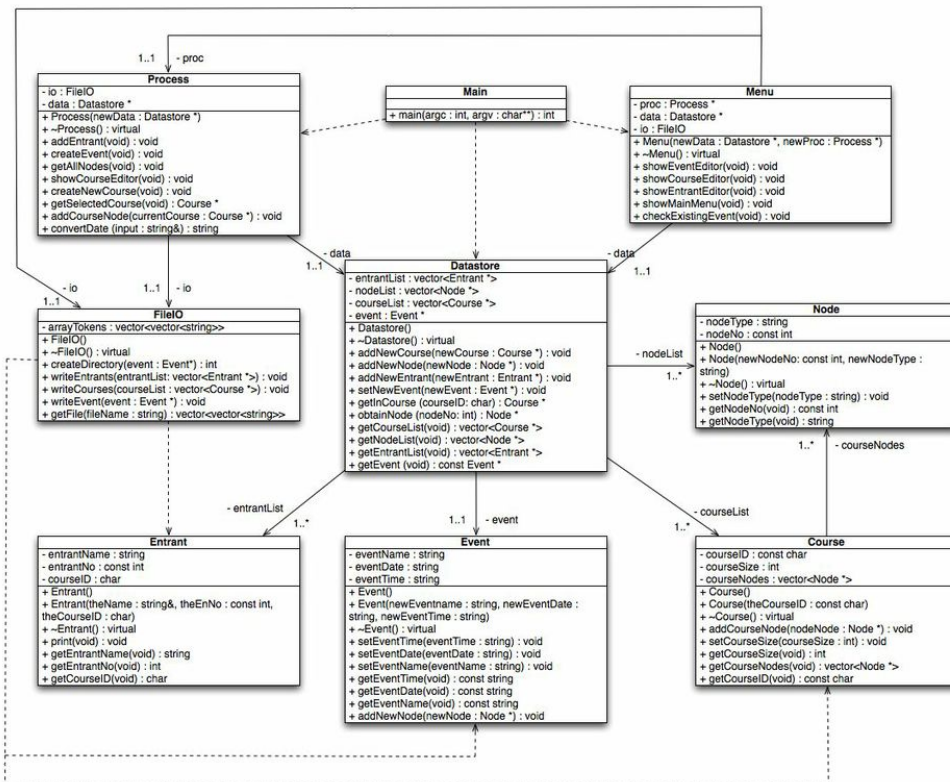 1..1 - proc
Process
- io : FileIO
- data : Datastore *
+ Process(newData : Datastore *)
+ ~Process() : virtual
+ addEntrant(void) : void
+ createEvent(void) : void
+ getAllNodes(void) : void
+ showCourseEditor(void) : void
+ createNewCourse(void) : void
+ getSelectedCourse(void) : Course *
+ addCourseNode(currentCourse : Course *) : void
+ convertDate (input : string&) : string
Main
+ main(argc : int, argv : char**) : int
Menu
- proc : Process *
- data : Datastore *
- io : FileIO
+ Menu(newData : Datastore *, newProc : Process *)
+ ~Menu() : virtual
+ showEventEditor(void) : void
+ showCourseEditor(void) : void
+ showEntrantEditor(void) : void
+ showMainMenu(void) : void
+ checkExistingEvent(void) : void
- data
1..1
- data
1..1
- io
1..1
1..1 - io
FileIO
- arrayTokens : vector<vector<string>>
+ FileIO()
+ ~FileIO() : virtual
+ createDirectory(event : Event*) : int
+ writeEntrants(entrantList : vector<Entrant *>) : void
+ writeCourses(courseList : vector<Course *>) : void
+ writeEvent(event : Event *) : void
+ getFile(fileName : string) : vector<vector<string>>
Datastore
- entrantList : vector<Entrant *>
- nodeList : vector<Node *>
- courseList : vector<Course *>
- event : Event *
+ Datastore()
+ ~Datastore() : virtual
+ addNewCourse(newCourse : Course *) : void
+ addNewNode(newNode : Node *) : void
+ addNewEntrant(newEntrant : Entrant *) : void
+ setNewEvent(newEvent : Event *) : void
+ getInCourse (courseID: char) : Course *
+ obtainNode (nodeNo: int) : Node *
+ getCourseList(void) : vector<Course *>
+ getNodeList(void) : vector<Node *>
+ getEntrantList(void) : vector<Entrant *>
+ getEvent (void) : const Event *
- nodeList
1..*
Node
- nodeType : string
- nodeNo : const int
+ Node()
+ Node(newNodeNo: const int, newNodeType :
string)
+ ~Node() : virtual
+ setNodeType(nodeType : string) : void
+ getNodeNo(void) : const int
+ getNodeType(void) : string
1..* - courseNodes
- entrantList
1..*
1..1 - event
- courseList
1..*
Entrant
- entrantName : string
- entrantNo : const int
- courseID : char
+ Entrant()
+ Entrant(theName : string&, theEnNo : const int,
theCourseID : char)
+ ~Entrant() : virtual
+ print(void) : void
+ getEntrantName(void) : string
+ getEntrantNo(void) : int
+ getCourseID(void) : char
Event
- eventName : string
- eventDate : string
- eventTime : string
+ Event()
+ Event(newEventname : string, newEventDate :
string, newEventTime : string)
+ ~Event() : virtual
+ setEventTime(eventTime : string) : void
+ setEventDate(eventDate : string) : void
+ setEventName(eventName : string) : void
+ getEventTime(void) : const string
+ getEventDate(void) : const string
+ getEventName(void) : const string
+ addNewNode(newNode : Node *) : void
Course
- courseID : const char
- courseSize : int
- courseNodes : vector<Node *>
+ Course()
+ Course(theCourseID : const char)
+ ~Course() : virtual
+ addCourseNode(nodeNode : Node *) : void
+ setCourseSize(courseSize : int) : void
+ getCourseSize(void) : int
+ getCourseNodes(void) : vector<Node *>
+ getCourseID(void) : const char